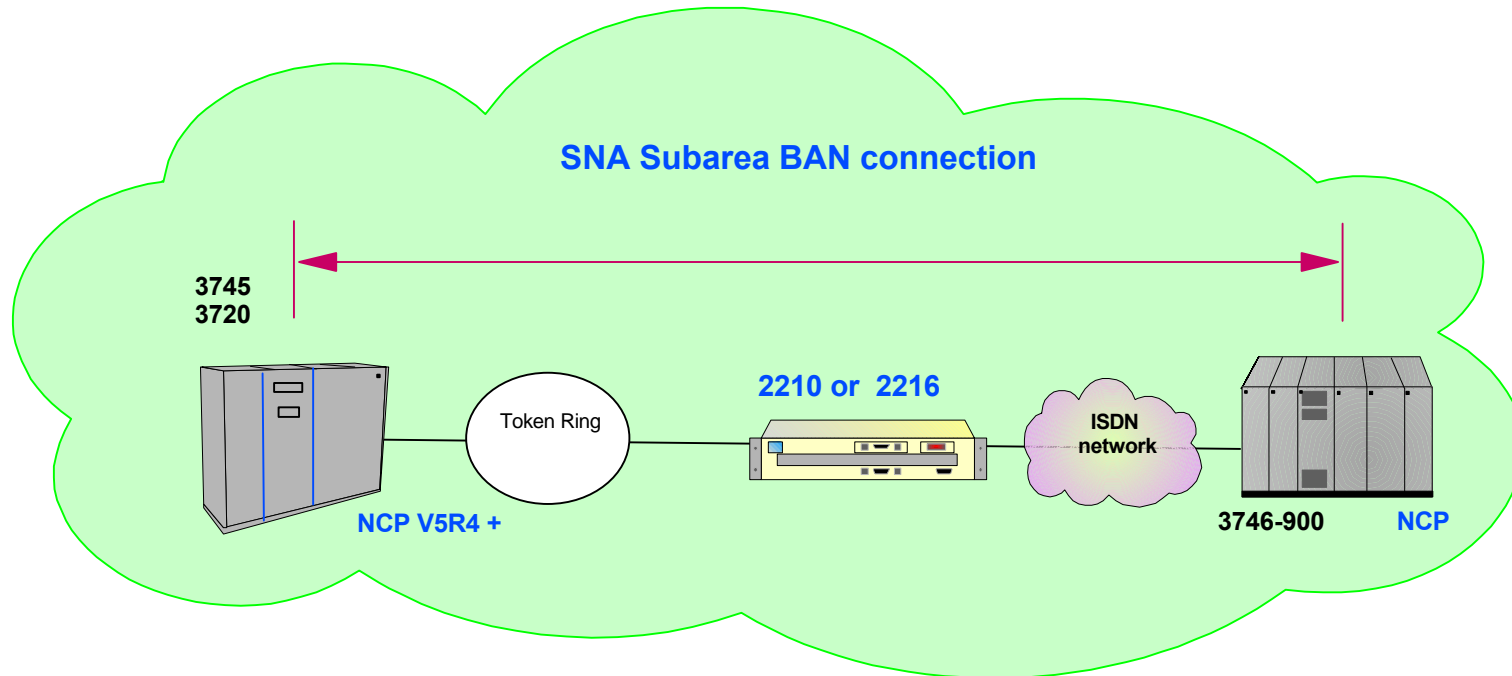 SNA Subarea BAN connection
3745
3720
2210 or 2216
Token Ring
ISDN
network
NCP V5R4 +
3746-900
NCP